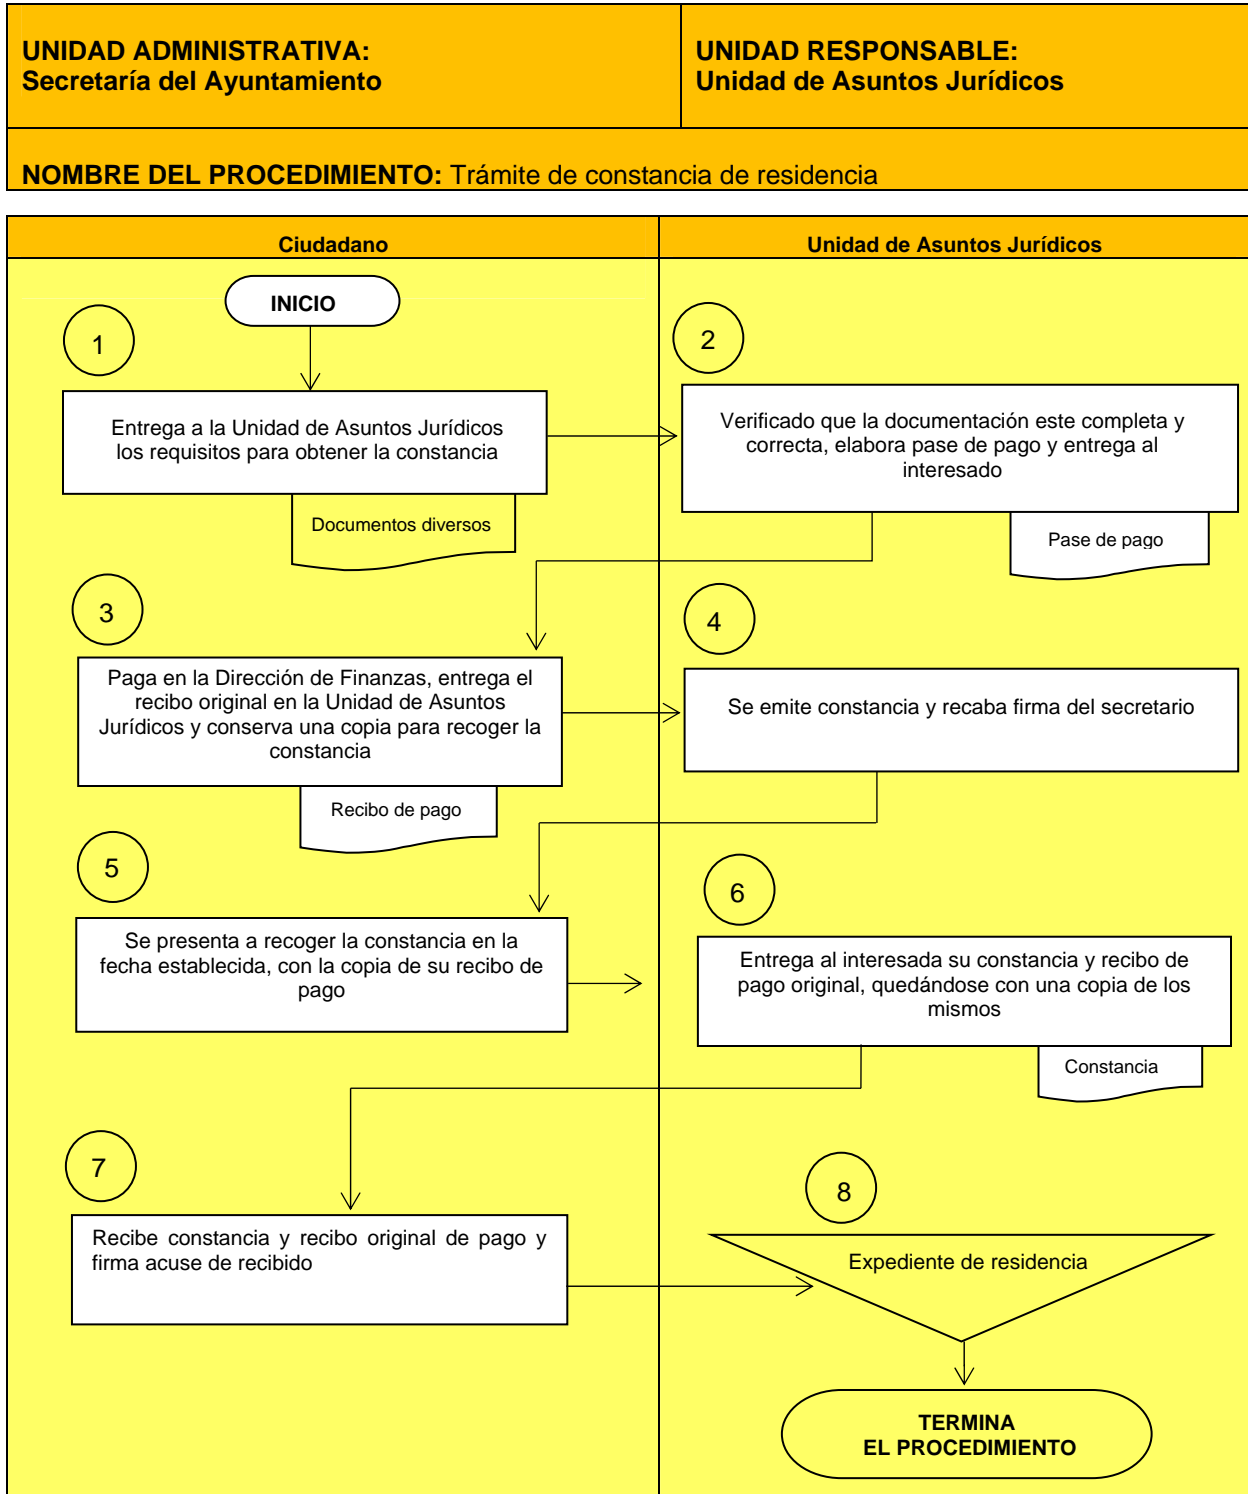 UNIDAD ADMINISTRATIVA:
Secretaría del Ayuntamiento
UNIDAD RESPONSABLE:
Unidad de Asuntos Jurídicos
NOMBRE DEL PROCEDIMIENTO: Trámite de constancia de residencia
Ciudadano
Unidad de Asuntos Jurídicos
INICIO
1
Entrega a la Unidad de Asuntos Jurídicos
los requisitos para obtener la constancia
Documentos diversos
2
Verificado que la documentación este completa y
correcta, elabora pase de pago y entrega al
interesado
Pase de pago
3
Paga en la Dirección de Finanzas, entrega el
recibo original en la Unidad de Asuntos
Jurídicos y conserva una copia para recoger la
constancia
Recibo de pago
4
Se emite constancia y recaba firma del secretario
5
Se presenta a recoger la constancia en la
fecha establecida, con la copia de su recibo de
pago
6
Entrega al interesada su constancia y recibo de
pago original, quedándose con una copia de los
mismos
Constancia
7
Recibe constancia y recibo original de pago y
firma acuse de recibido
8
Expediente de residencia
TERMINA
EL PROCEDIMIENTO